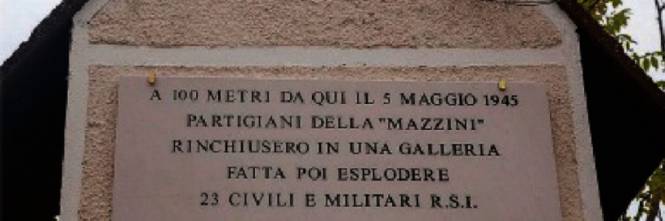 A 100 METRI DA QUI IL 5 MAGGIO 1945
PARTIGIANI DELLA "MAZZINI"
RINCHIUSERO IN UNA GALLERIA
FATTA POI ESPLODERE
23 CIVILI E MILITARI R.S.I.